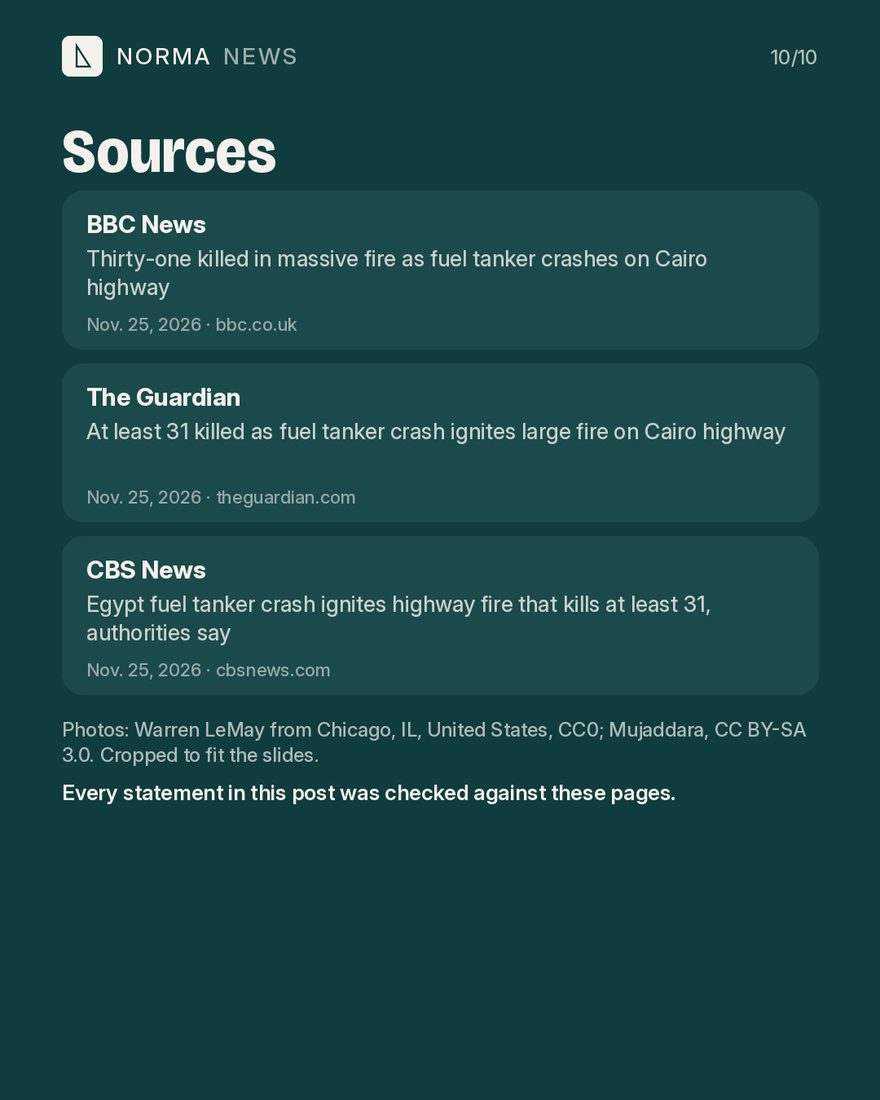 NORMA NEWS
10/10
Sources
BBC News
Thirty-one killed in massive fire as fuel tanker crashes on Cairo
highway
Nov. 25, 2026 · bbc.co.uk
The Guardian
At least 31 killed as fuel tanker crash ignites large fire on Cairo highway
Nov. 25, 2026 · theguardian.com
CBS News
Egypt fuel tanker crash ignites highway fire that kills at least 31,
authorities say
Nov. 25, 2026 · cbsnews.com
Photos: Warren LeMay from Chicago, IL, United States, CC0; Mujaddara, CC BY-SA
3.0. Cropped to fit the slides.
Every statement in this post was checked against these pages.